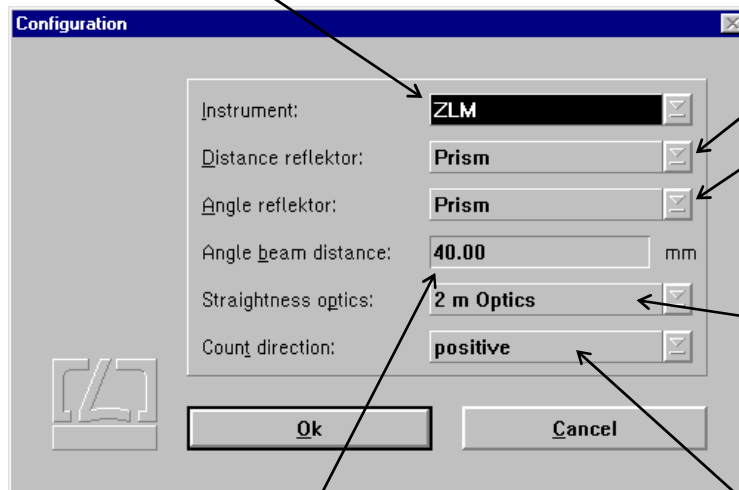 Configuration
Instrument: ZLM
Distance reflektor: Prism
Angle reflektor: Prism
Angle beam distance: 40.00 mm
Straightness optics: 2 m Optics
Count direction: positive
Ok Cancel